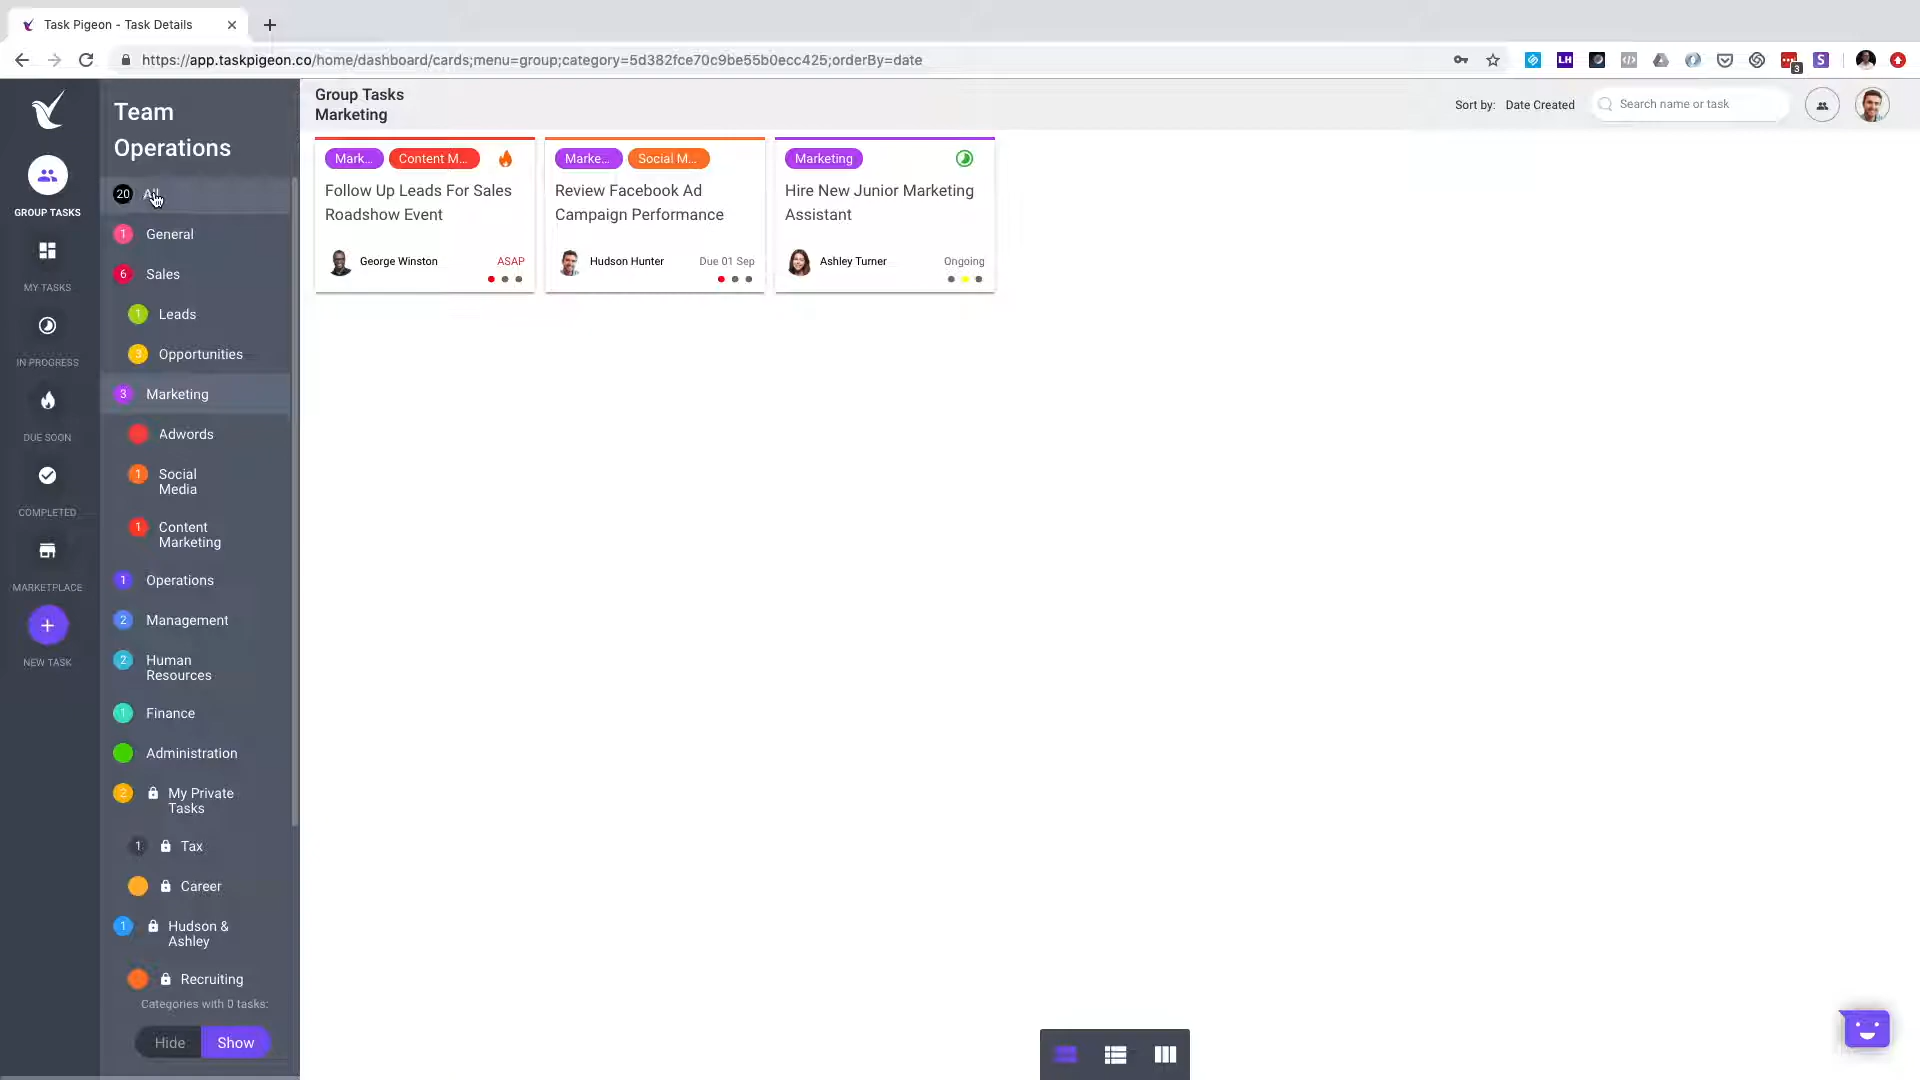 Task Pigeon - Task Details
https://app.taskpigeon.co/home/dashboard/cards;menu=group;category=5d382fce70c9be55b0ecc425;orderBy=date
LH
3
S
Team
Operations
GROUP TASKS
MY TASKS
IN PROGRESS
DUE SOON
COMPLETED
MARKETPLACE
NEW TASK
20 All
1 General
6 Sales
1 Leads
3 Opportunities
3 Marketing
Adwords
1 Social
Media
1 Content
Marketing
1 Operations
2 Management
2 Human
Resources
1 Finance
Administration
2 My Private
Tasks
1 Tax
Career
1 Hudson &
Ashley
Recruiting
Categories with 0 tasks:
Hide Show
Group Tasks
Marketing
Sort by: Date Created
Search name or task
Mark... Content M...
Follow Up Leads For Sales
Roadshow Event
George Winston ASAP
Marke... Social M...
Review Facebook Ad
Campaign Performance
Hudson Hunter Due 01 Sep
Marketing
Hire New Junior Marketing
Assistant
Ashley Turner Ongoing